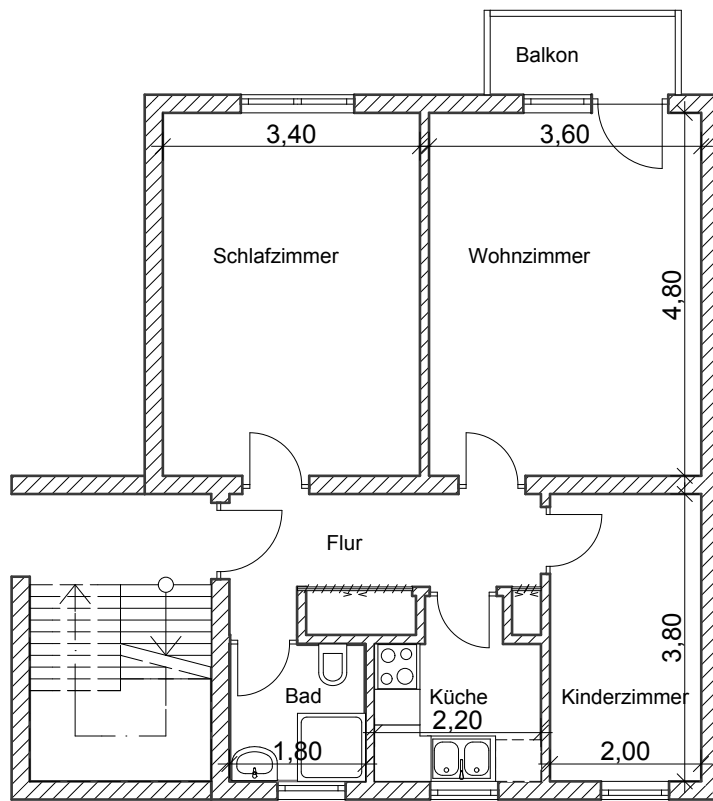 Balkon
3,40
3,60
Schlafzimmer
Wohnzimmer
4,80
Flur
3,80
Bad
Küche
Kinderzimmer
2,20
1,80
2,00